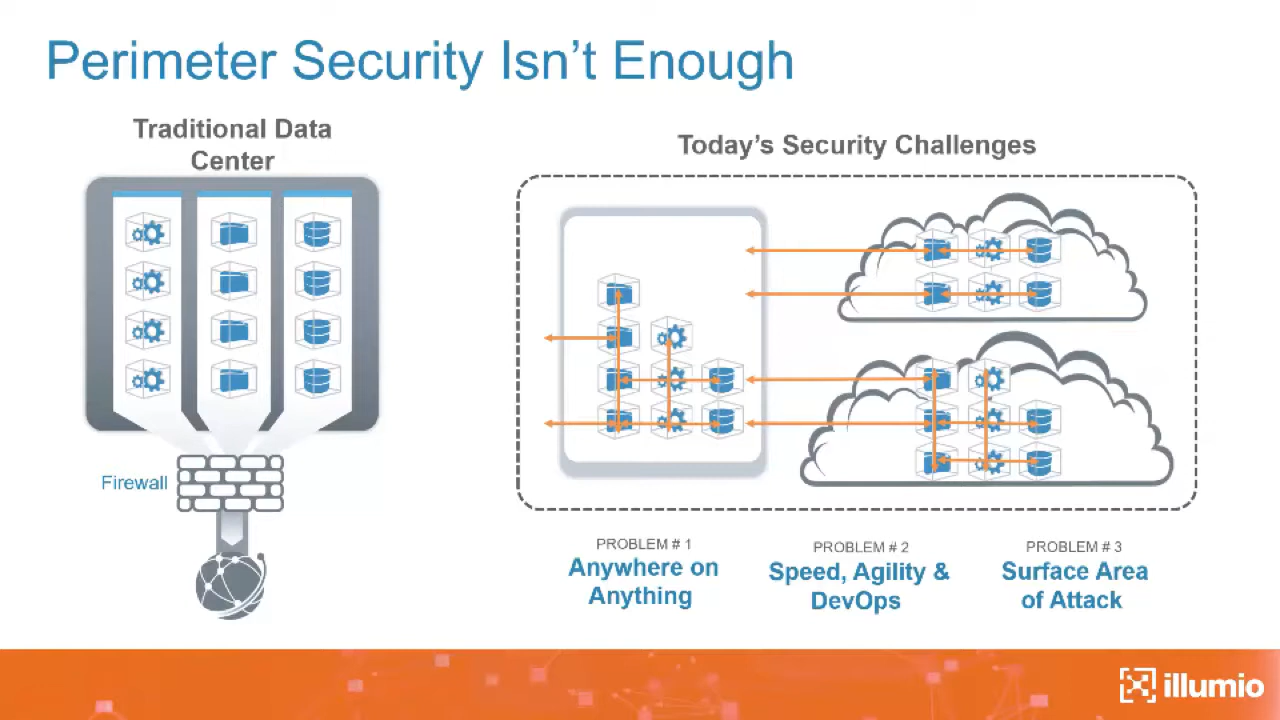 Perimeter Security Isn't Enough
Traditional Data
Center
Today's Security Challenges
Firewall
PROBLEM # 1
Anywhere on
Anything
PROBLEM # 2
Speed, Agility &
DevOps
PROBLEM # 3
Surface Area
of Attack
illumio